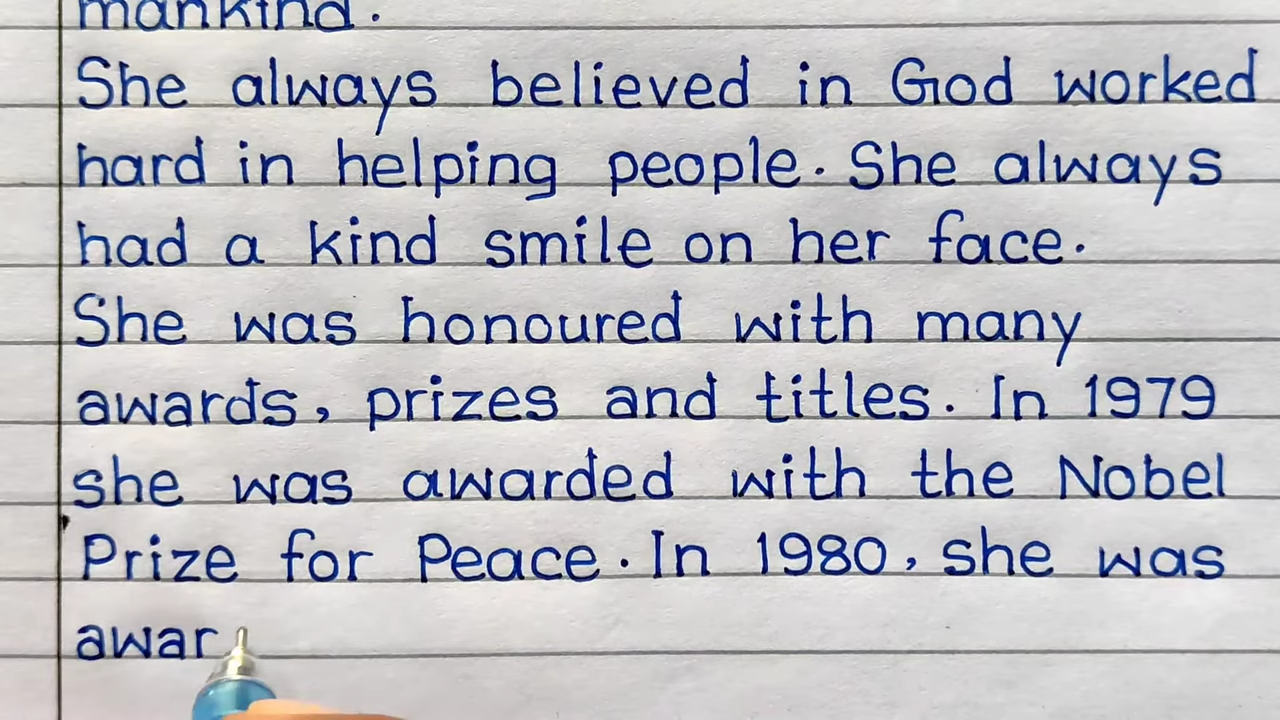 mankind.
She always believed in God worked
hard in helping people. She always
had a kind smile on her face.
She was honoured with many
awards, prizes and titles. In 1979
she was awarded with the Nobel
Prize for Peace. In 1980, she was
awar